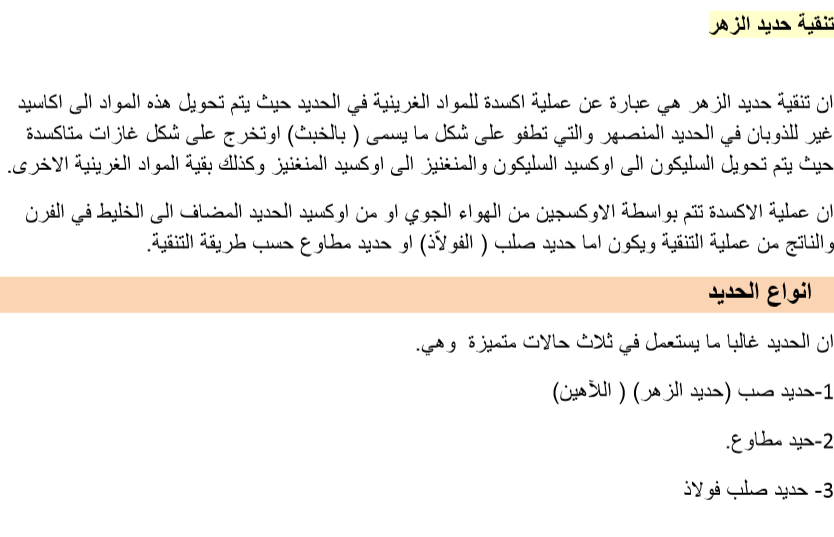 تنقية حديد الزهر
ان تنقية حديد الزهر هي عبارة عن عملية اكسدة للمواد الغرينية في الحديد حيث يتم تحويل هذه المواد الى اكاسيد
غير للذوبان في الحديد المنصهر والتي تطفو على شكل ما يسمى ( بالخبث) اوتخرج على شكل غازات متاكسدة
حيث يتم تحويل السليكون الى اوكسيد السليكون والمنغنيز الى اوكسيد المنغنيز وكذلك بقية المواد الغرينية الاخرى.
ان عملية الاكسدة تتم بواسطة الاوكسجين من الهواء الجوي او من اوكسيد الحديد المضاف الى الخليط في الفرن
والناتج من عملية التنقية ويكون اما حديد صلب ( الفولآذ) او حديد مطاوع حسب طريقة التنقية.
انواع الحديد
ان الحديد غالبا ما يستعمل في ثلاث حالات متميزة وهي.
1-حديد صب (حديد الزهر) ( اللآهين)
2-حيد مطاوع.
3- حديد صلب فولاذ